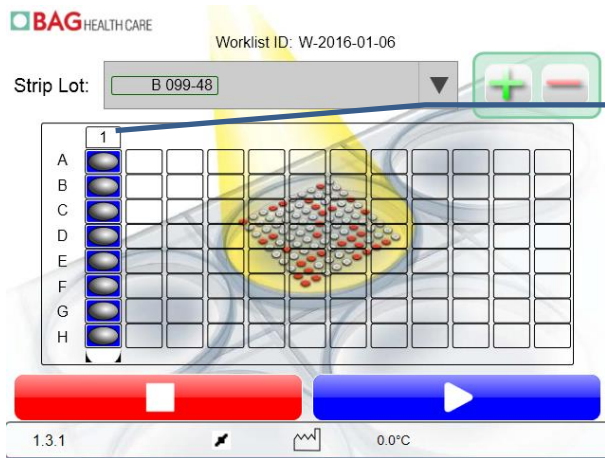 BAG HEALTH CARE
Worklist ID: W-2016-01-06
Strip Lot: B 099-48
1
A
B
C
D
E
F
G
H
1.3.1 0.0°C